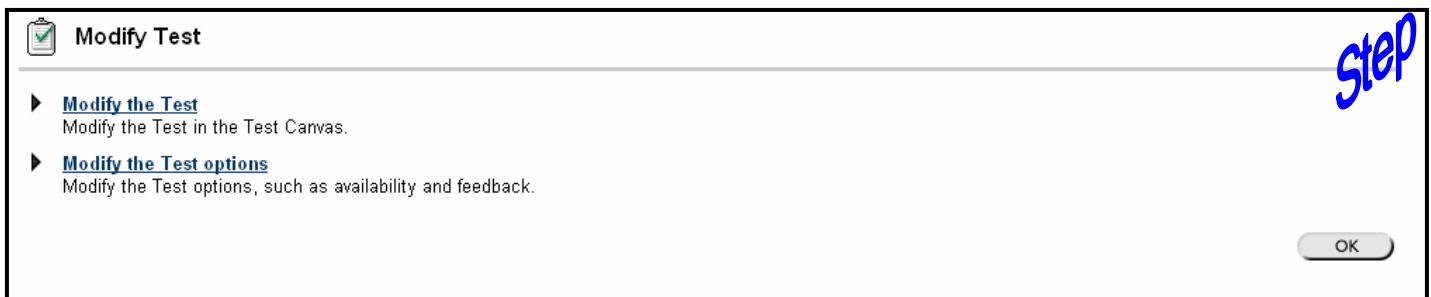 Modify Test
Step
Modify the Test
Modify the Test in the Test Canvas.
Modify the Test options
Modify the Test options, such as availability and feedback.
OK